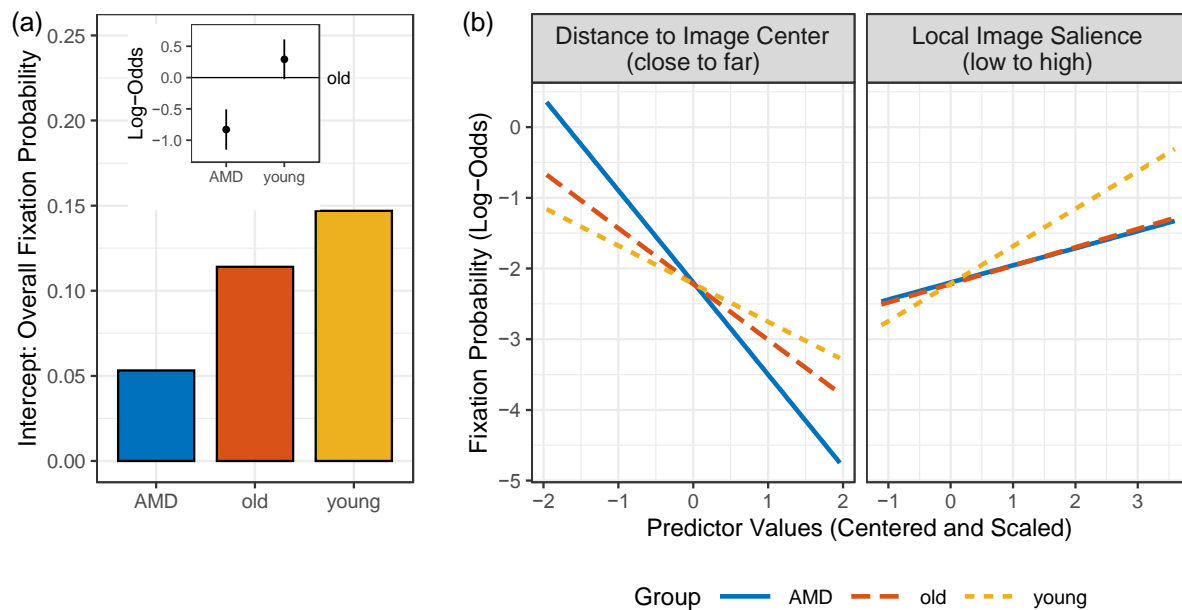 (a)
Intercept: Overall Fixation Probability
0.25
0.20
0.15
0.10
0.05
0.00
AMD old young
Log−Odds
0.5
0.0
−0.5
−1.0
AMD young
old
(b)
Distance to Image Center
(close to far)
Local Image Salience
(low to high)
Fixation Probability (Log−Odds)
0
−1
−2
−3
−4
−5
−2 −1 0 1 2
−1 0 1 2 3
Predictor Values (Centered and Scaled)
Group AMD old young